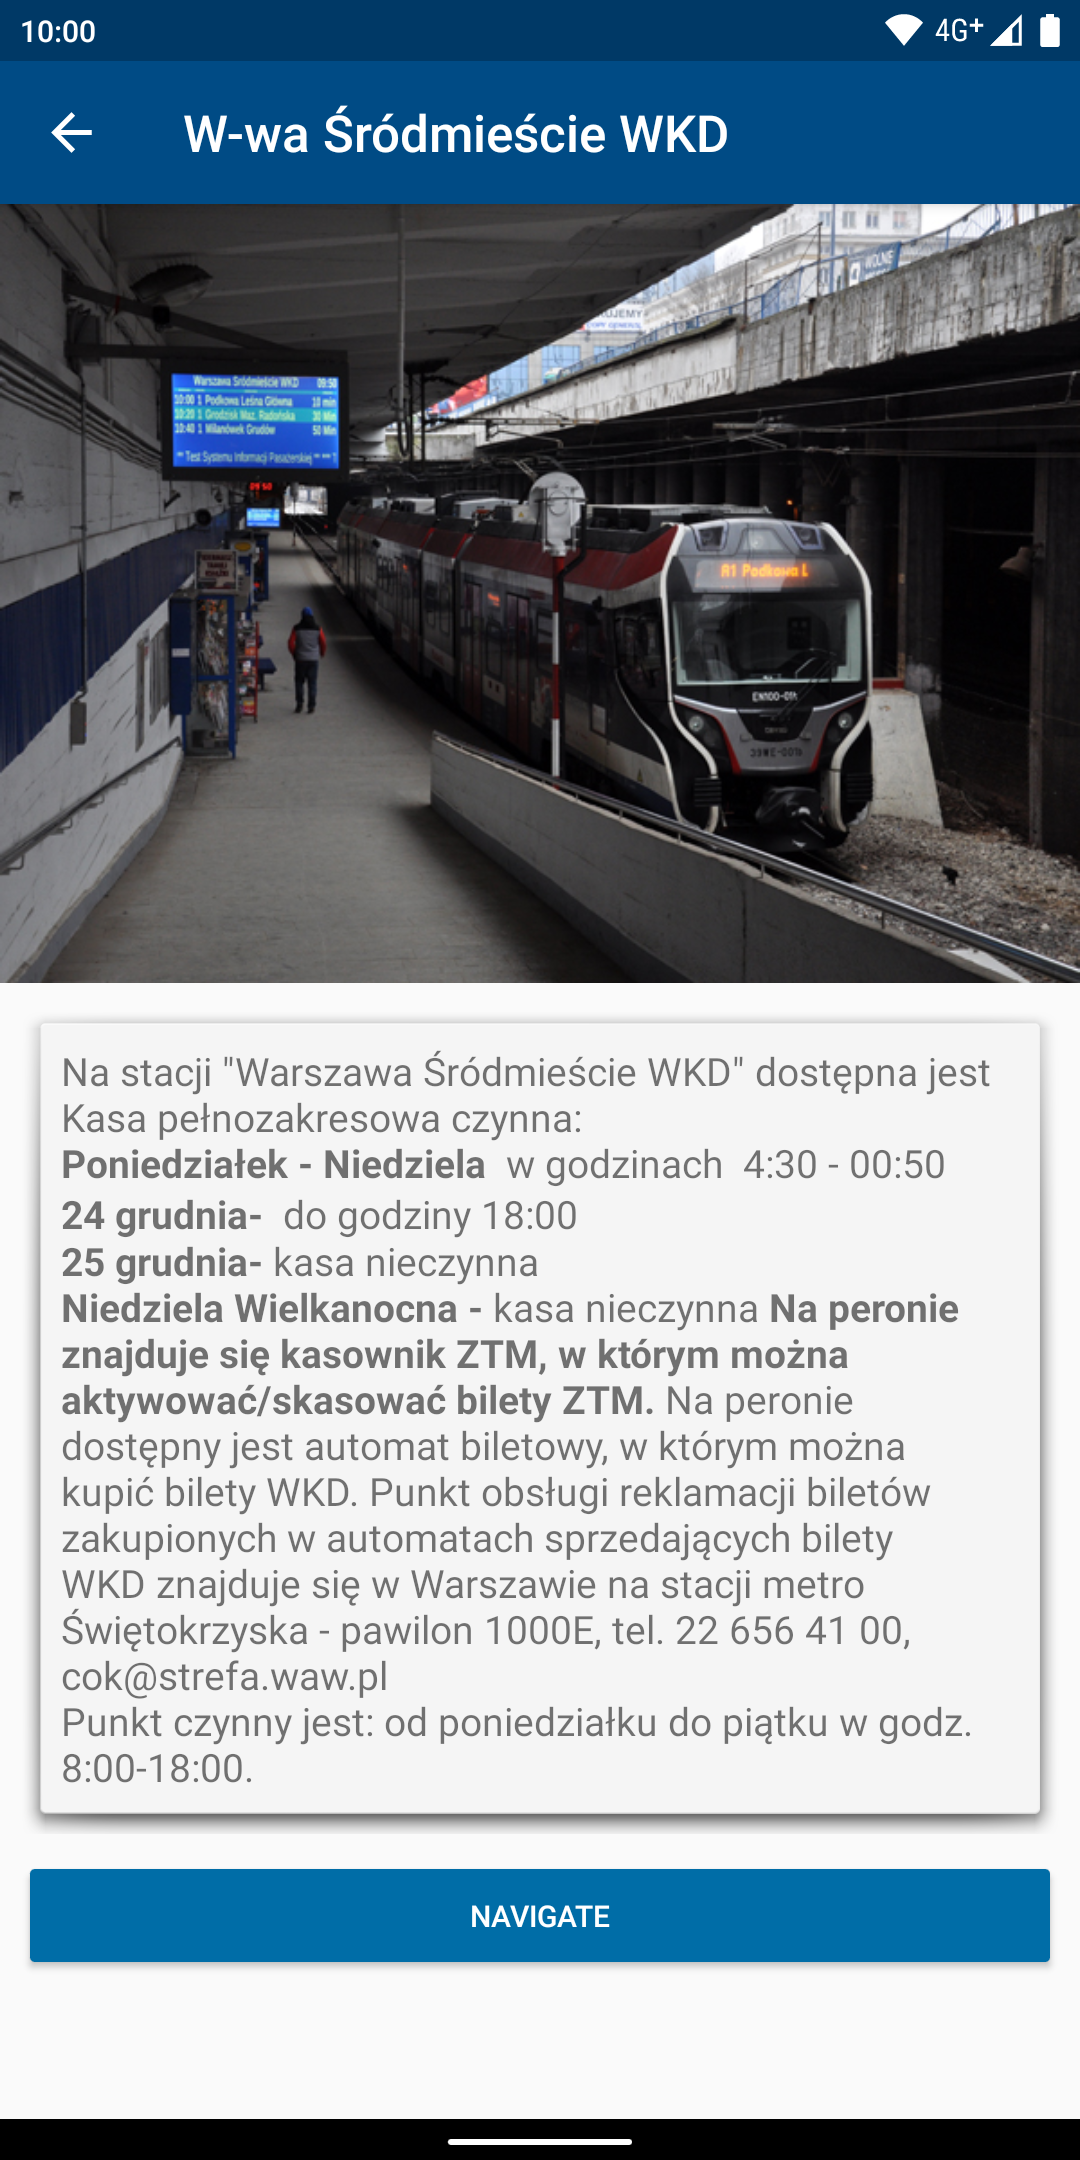 10:00
4G+
W-wa Śródmieście WKD
WOLNE
UJEMY
Warszawa Śródmieście WKD 09:50
10:00 1 Podkowa Leśna Główna 10 min
10:20 1 Grodzisk Maz. Radońska 30 Min
10:40 1 Milanówek Grudów 50 Min
Test Systemu Informacji Pasażerskiej
09:50
A1 Podkowa L
EN100-01b
39WE-001b
Na stacji "Warszawa Śródmieście WKD" dostępna jest
Kasa pełnozakresowa czynna:
Poniedziałek - Niedziela w godzinach 4:30 - 00:50
24 grudnia- do godziny 18:00
25 grudnia- kasa nieczynna
Niedziela Wielkanocna - kasa nieczynna Na peronie
znajduje się kasownik ZTM, w którym można
aktywować/skasować bilety ZTM. Na peronie
dostępny jest automat biletowy, w którym można
kupić bilety WKD. Punkt obsługi reklamacji biletów
zakupionych w automatach sprzedających bilety
WKD znajduje się w Warszawie na stacji metro
Świętokrzyska - pawilon 1000E, tel. 22 656 41 00,
cok@strefa.waw.pl
Punkt czynny jest: od poniedziałku do piątku w godz.
8:00-18:00.
NAVIGATE